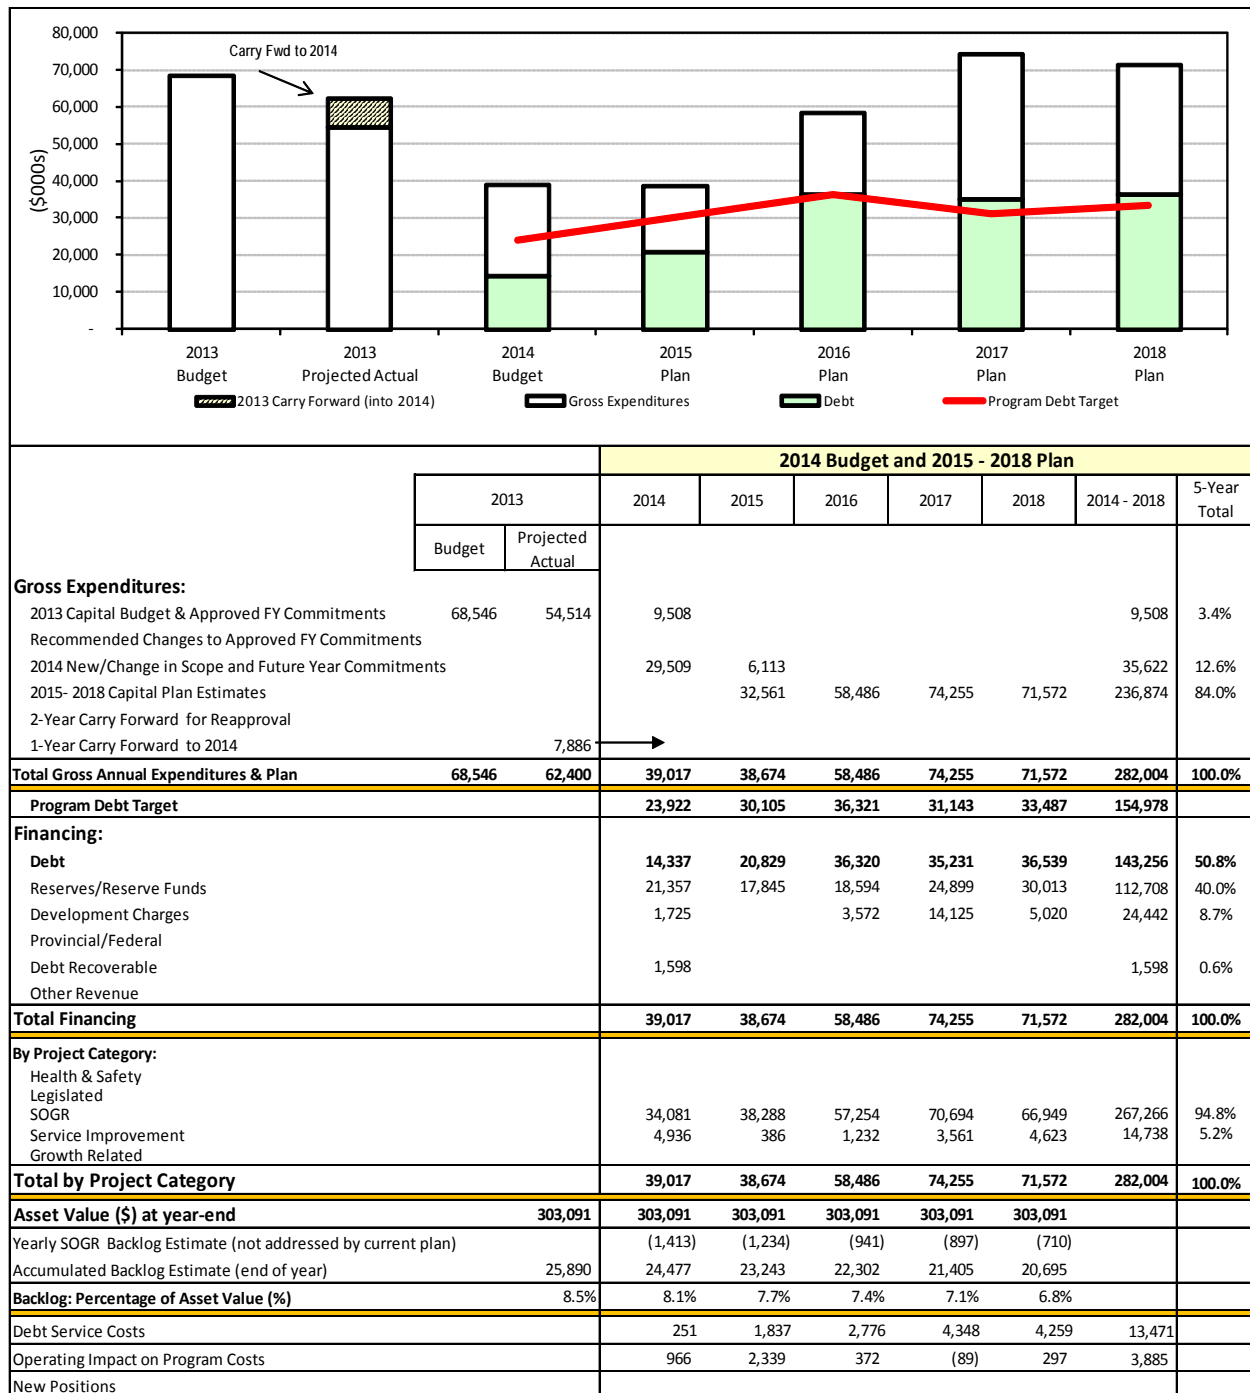 80,000
70,000
60,000
50,000
40,000
30,000
20,000
10,000
-
($000s)
Carry Fwd to 2014
2013 2013 2014 2015 2016 2017 2018
Budget Projected Actual Budget Plan Plan Plan Plan
2013 Carry Forward (into 2014) Gross Expenditures Debt Program Debt Target
2014 Budget and 2015 - 2018 Plan
2013 2014 2015 2016 2017 2018 2014 - 2018 5-Year Total
Budget Projected Actual
Gross Expenditures:
2013 Capital Budget & Approved FY Commitments 68,546 54,514 9,508 9,508 3.4%
Recommended Changes to Approved FY Commitments
2014 New/Change in Scope and Future Year Commitments 29,509 6,113 35,622 12.6%
2015- 2018 Capital Plan Estimates 32,561 58,486 74,255 71,572 236,874 84.0%
2-Year Carry Forward for Reapproval
1-Year Carry Forward to 2014 7,886
Total Gross Annual Expenditures & Plan 68,546 62,400 39,017 38,674 58,486 74,255 71,572 282,004 100.0%
Program Debt Target 23,922 30,105 36,321 31,143 33,487 154,978
Financing:
Debt 14,337 20,829 36,320 35,231 36,539 143,256 50.8%
Reserves/Reserve Funds 21,357 17,845 18,594 24,899 30,013 112,708 40.0%
Development Charges 1,725 3,572 14,125 5,020 24,442 8.7%
Provincial/Federal
Debt Recoverable 1,598 1,598 0.6%
Other Revenue
Total Financing 39,017 38,674 58,486 74,255 71,572 282,004 100.0%
By Project Category:
Health & Safety
Legislated
SOGR 34,081 38,288 57,254 70,694 66,949 267,266 94.8%
Service Improvement 4,936 386 1,232 3,561 4,623 14,738 5.2%
Growth Related
Total by Project Category 39,017 38,674 58,486 74,255 71,572 282,004 100.0%
Asset Value ($) at year-end 303,091 303,091 303,091 303,091 303,091 303,091
Yearly SOGR Backlog Estimate (not addressed by current plan) (1,413) (1,234) (941) (897) (710)
Accumulated Backlog Estimate (end of year) 25,890 24,477 23,243 22,302 21,405 20,695
Backlog: Percentage of Asset Value (%) 8.5% 8.1% 7.7% 7.4% 7.1% 6.8%
Debt Service Costs 251 1,837 2,776 4,348 4,259 13,471
Operating Impact on Program Costs 966 2,339 372 (89) 297 3,885
New Positions